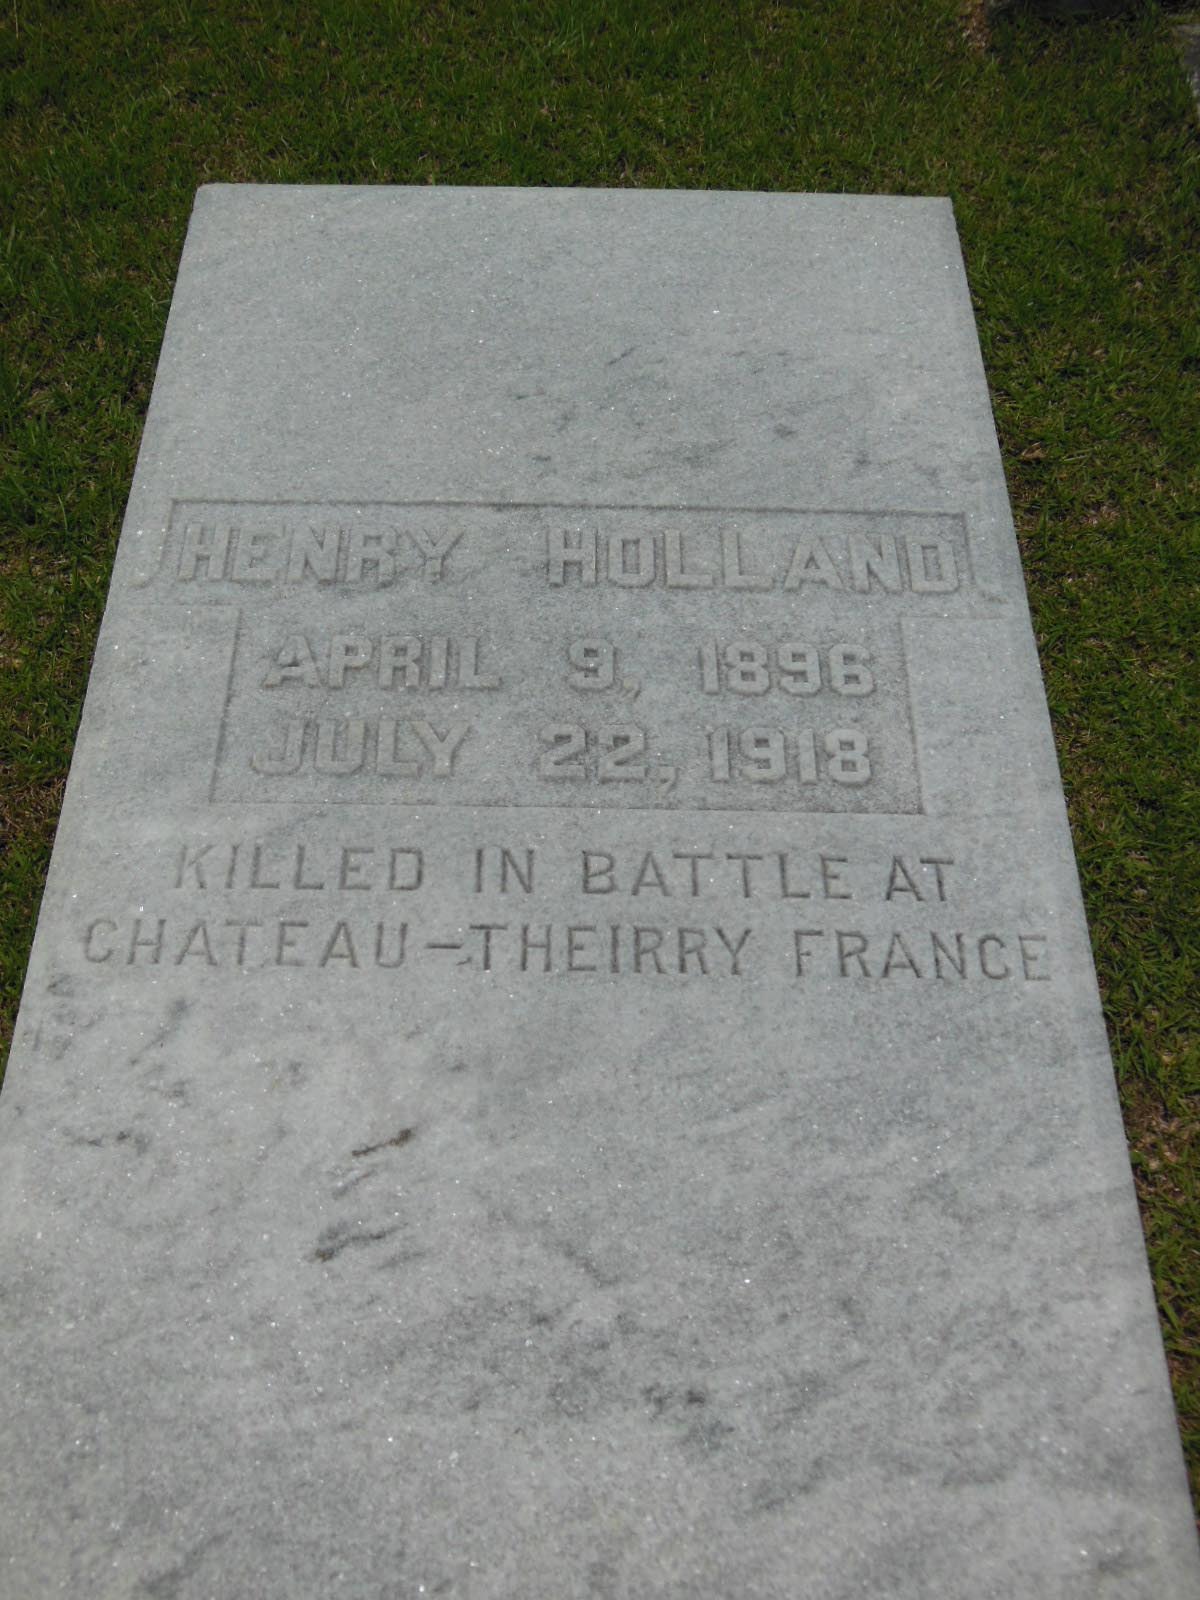 HENRY HOLLAND
APRIL 9, 1896
JULY 22, 1918
KILLED IN BATTLE AT
CHATEAU-THEIRRY FRANCE